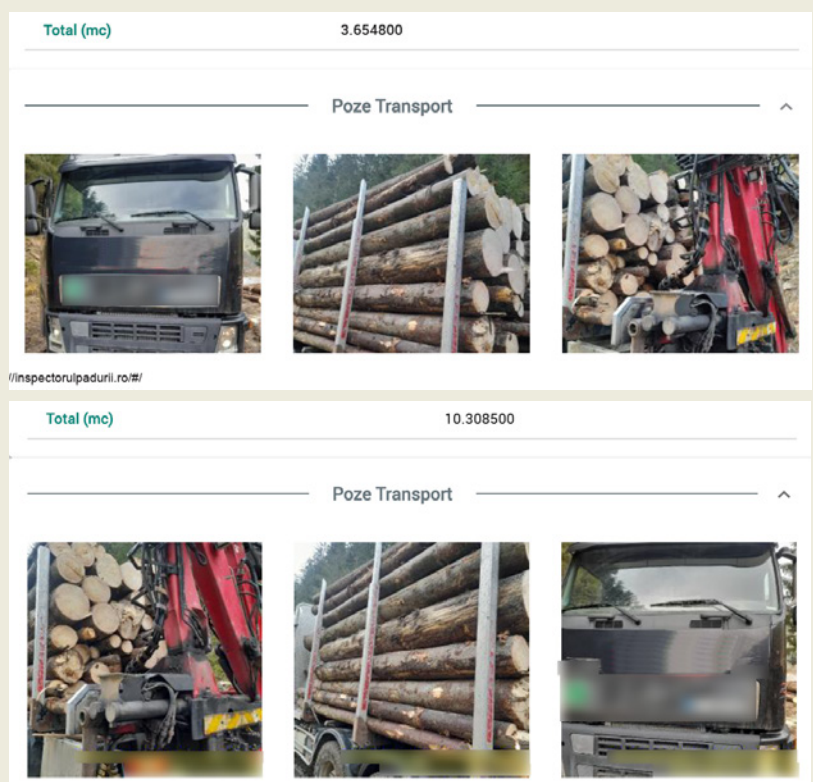 Total (mc) 3.654800
Poze Transport
//inspectorulpadurii.ro/#/
Total (mc) 10.308500
Poze Transport